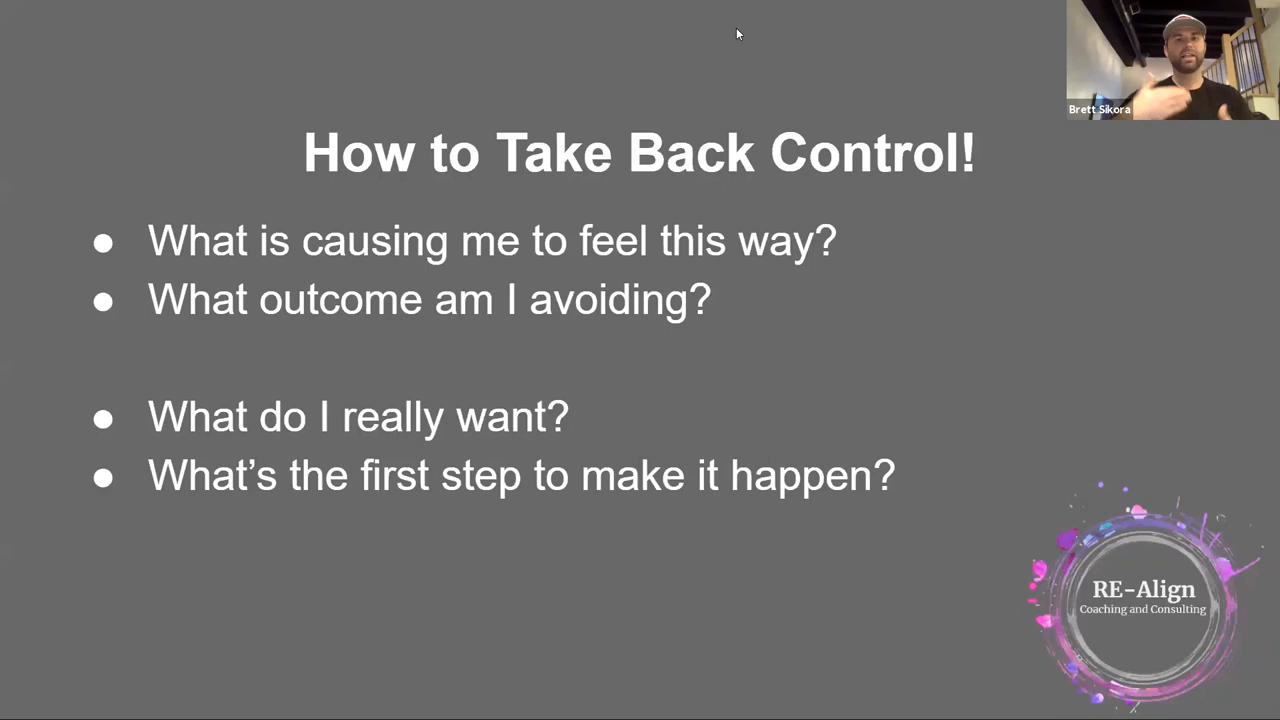 Brett Sikora
How to Take Back Control!
● What is causing me to feel this way?
● What outcome am I avoiding?
● What do I really want?
● What’s the first step to make it happen?
RE-Align
Coaching and Consulting